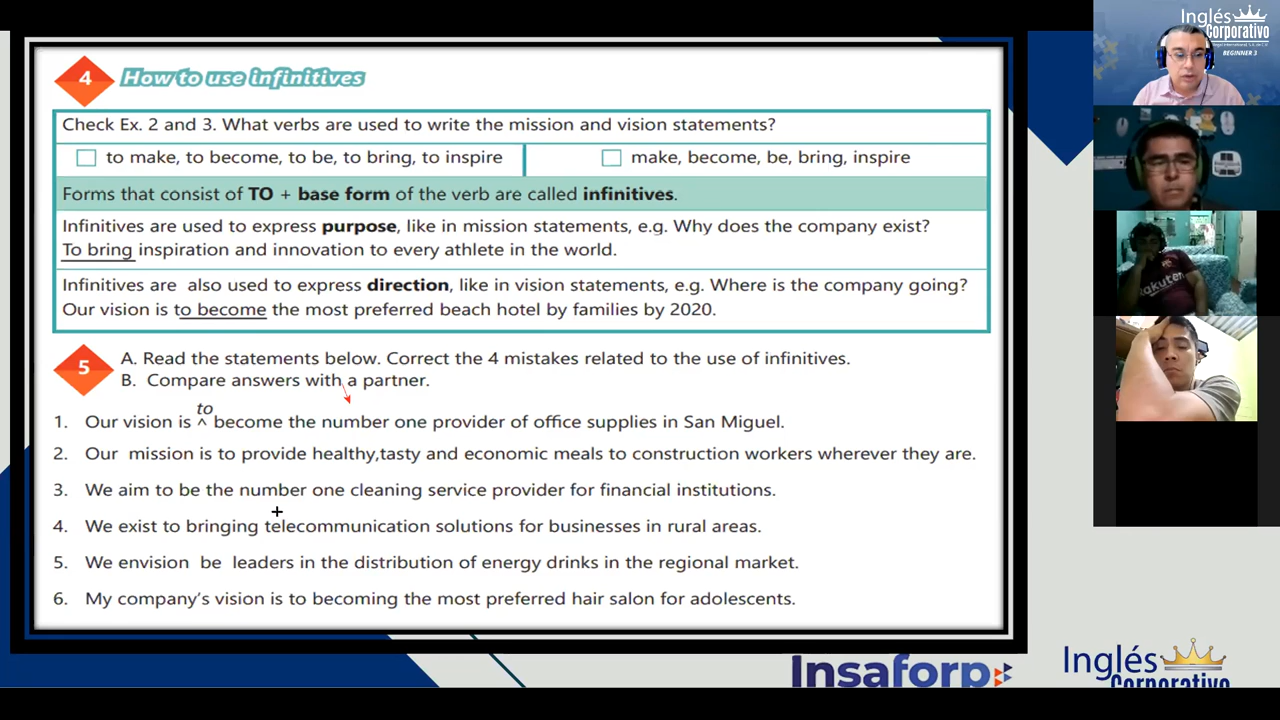 4 How to use infinitives
Check Ex. 2 and 3. What verbs are used to write the mission and vision statements?
to make, to become, to be, to bring, to inspire
make, become, be, bring, inspire
Forms that consist of TO + base form of the verb are called infinitives.
Infinitives are used to express purpose, like in mission statements, e.g. Why does the company exist?
To bring inspiration and innovation to every athlete in the world.
Infinitives are also used to express direction, like in vision statements, e.g. Where is the company going?
Our vision is to become the most preferred beach hotel by families by 2020.
5
A. Read the statements below. Correct the 4 mistakes related to the use of infinitives.
B. Compare answers with a partner.
to
1. Our vision is ^ become the number one provider of office supplies in San Miguel.
2. Our mission is to provide healthy,tasty and economic meals to construction workers wherever they are.
3. We aim to be the number one cleaning service provider for financial institutions.
4. We exist to bringing telecommunication solutions for businesses in rural areas.
5. We envision be leaders in the distribution of energy drinks in the regional market.
6. My company's vision is to becoming the most preferred hair salon for adolescents.
Inglés
Corporativo
BEGINNER 3
Rakuten
Insaforp
Inglés
Corporativo